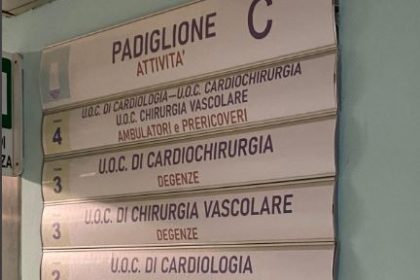 PADIGLIONE C
ATTIVITA'
U.O.C. DI CARDIOLOGIA–U.O.C. CARDIOCHIRURGIA
U.O.C. CHIRURGIA VASCOLARE
4
AMBULATORI e PRERICOVERI
U.O.C. DI CARDIOCHIRURGIA
3
DEGENZE
U.O.C. DI CHIRURGIA VASCOLARE
3
DEGENZE
U.O.C. DI CARDIOLOGIA
2
DI